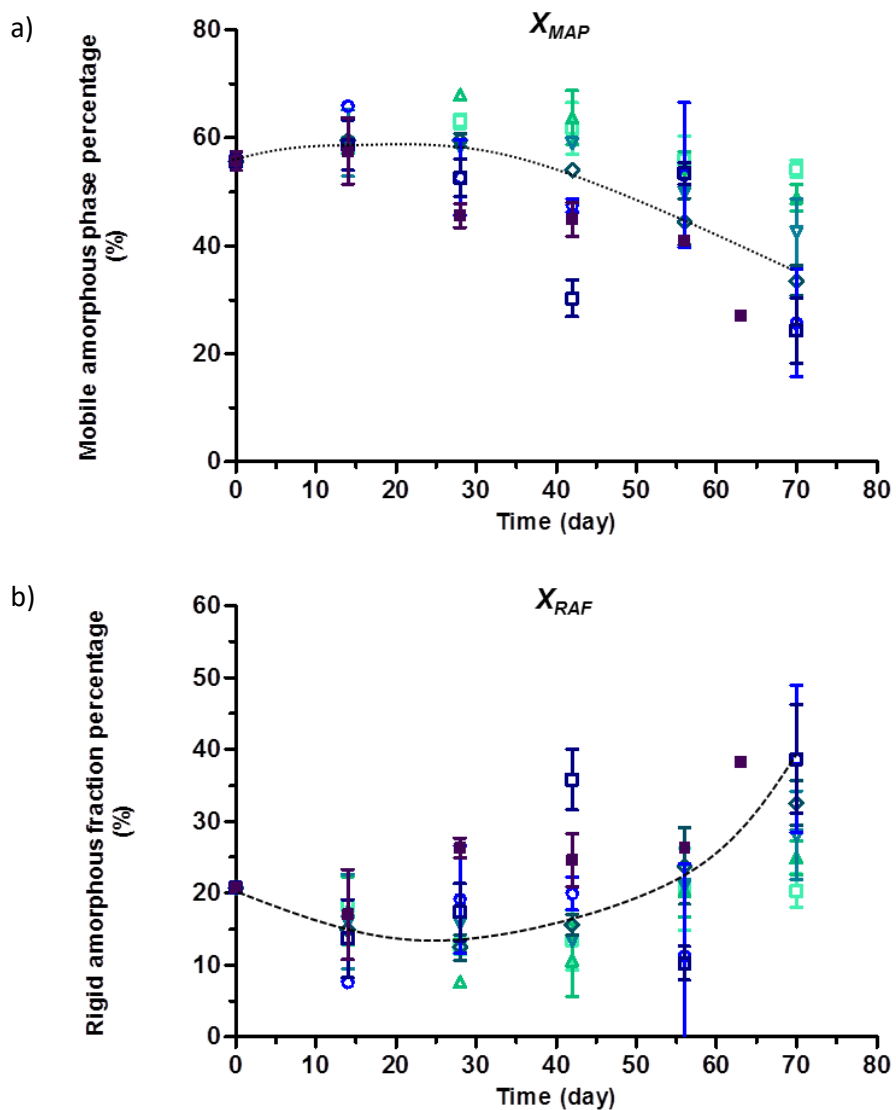 a)
X_MAP
Mobile amorphous phase percentage
(%)
80
60
40
20
0
0 10 20 30 40 50 60 70 80
Time (day)
b)
X_RAF
Rigid amorphous fraction percentage
(%)
60
50
40
30
20
10
0
0 10 20 30 40 50 60 70 80
Time (day)